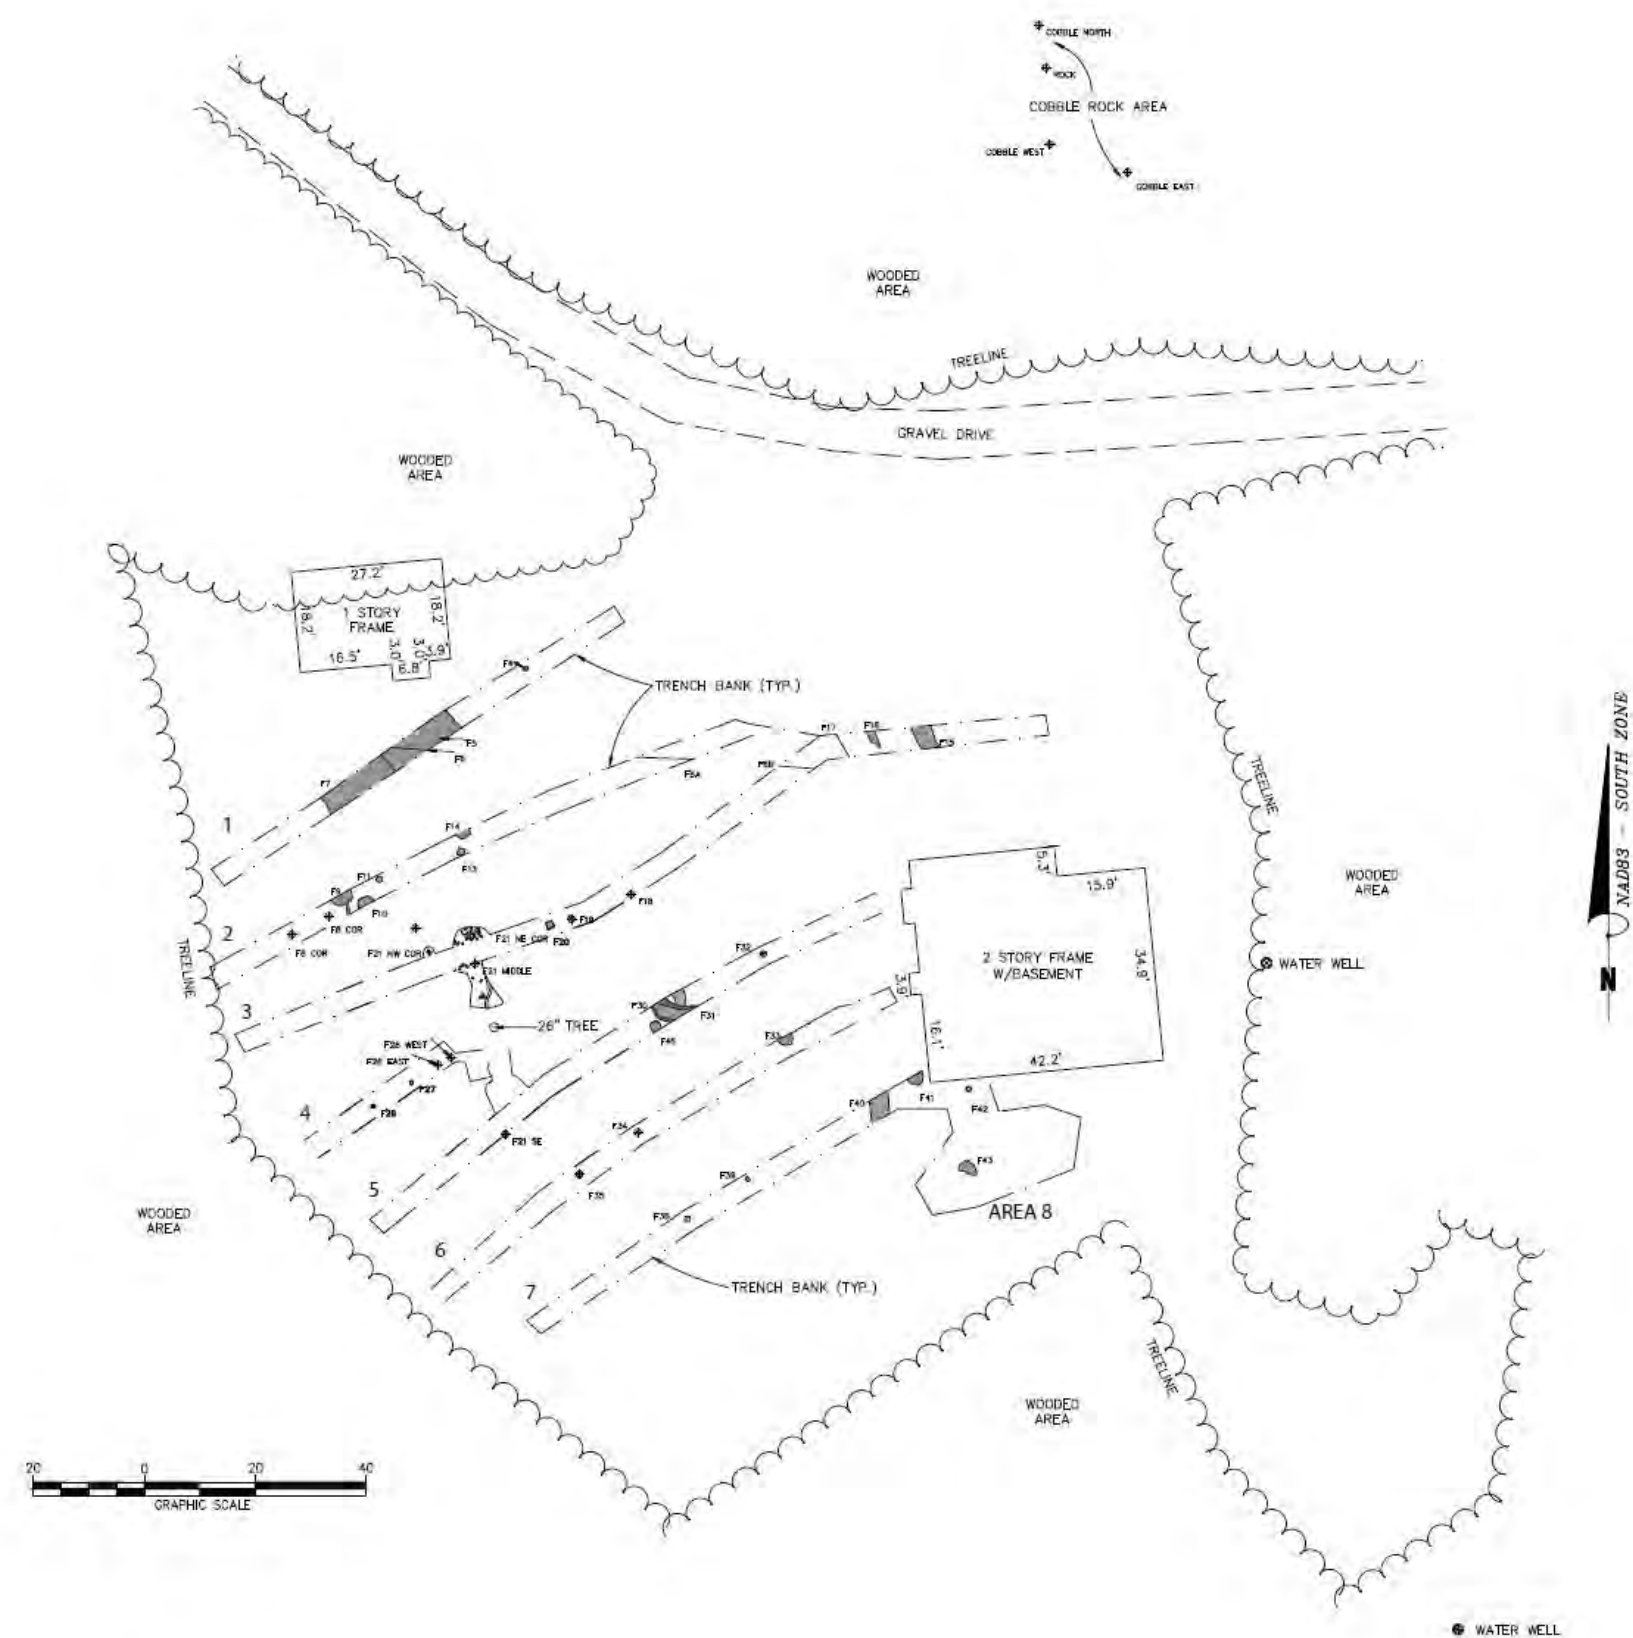 COBBLE NORTH
ROCK
COBBLE ROCK AREA
COBBLE WEST
COBBLE EAST
WOODED
AREA
TREELINE
GRAVEL DRIVE
WOODED
AREA
27.2'
18.2'
1 STORY
FRAME
18.2'
16.5'
3.0'
6.8'
3.0'
3.9'
TRENCH BANK (TYP.)
F5
F7
F17
F16
F15
F5A
1
F14
F13
F11
F9
F10
F8 COR
F8 COR
2
TREELINE
F21 NW COR
F21 NE COR
F20
F19
F18
F21 MIDDLE
3
26" TREE
F26 WEST
F26 EAST
F27
4
F21 SE
5
F32
F30
F31
F33
F34
F35
6
5.3'
15.9'
2 STORY FRAME
W/BASEMENT
34.9'
3.9'
16.1'
42.2'
F40
F41
F42
F43
AREA 8
F39
F38
7
TRENCH BANK (TYP.)
TREELINE
WOODED
AREA
WATER WELL
NAD83 - SOUTH ZONE
N
WOODED
AREA
TREELINE
WOODED
AREA
20 0 20 40
GRAPHIC SCALE
WATER WELL